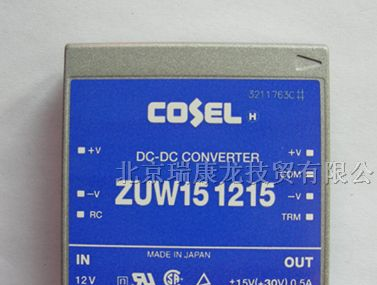 3211763C
COSEL H
DC-DC CONVERTER
+V
+V
COM
北京瑞康龙技贸有限公司
ZUW15 1215
-V
-V
RC
TRM
MADE IN JAPAN
IN
OUT
12V
±15V(+30V) 0.5A